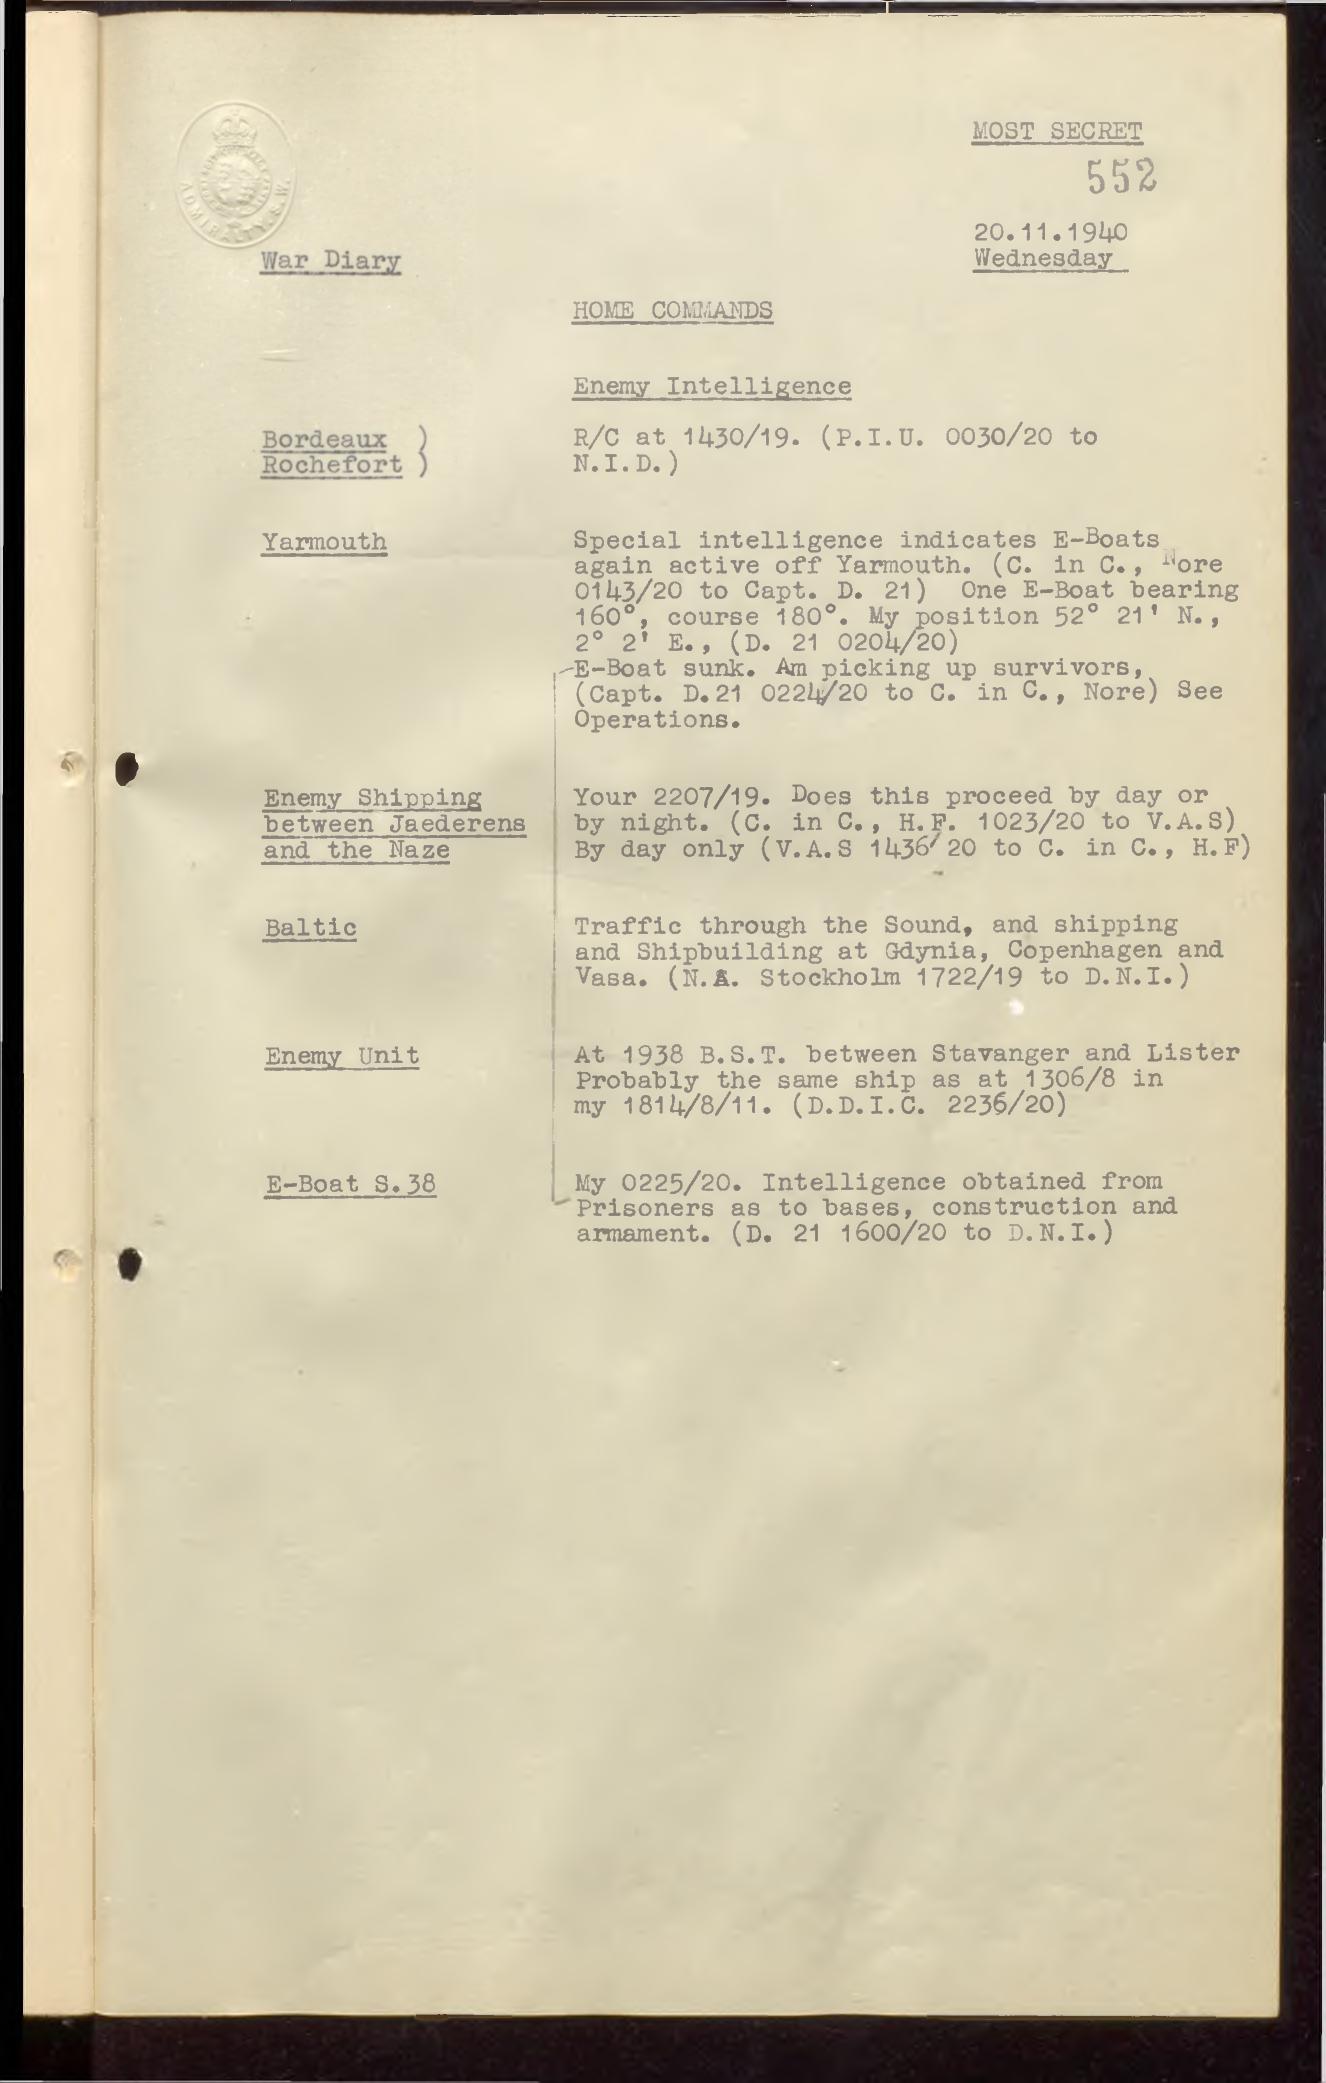 MOST SECRET
552
20.11.1940
Wednesday
ADMIRALTY. S.W.
War Diary
HOME COMMANDS
Enemy Intelligence
Bordeaux )
Rochefort )
R/C at 1430/19. (P.I.U. 0030/20 to
N.I.D.)
Yarmouth
Special intelligence indicates E-Boats
again active off Yarmouth. (C. in C., Nore
0143/20 to Capt. D. 21) One E-Boat bearing
160°, course 180°. My position 52° 21' N.,
2° 2' E., (D. 21 0204/20)
E-Boat sunk. Am picking up survivors,
(Capt. D.21 0224/20 to C. in C., Nore) See
Operations.
Enemy Shipping
between Jaederens
and the Naze
Your 2207/19. Does this proceed by day or
by night. (C. in C., H.F. 1023/20 to V.A.S)
By day only (V.A.S 1436/20 to C. in C., H.F)
Baltic
Traffic through the Sound, and shipping
and Shipbuilding at Gdynia, Copenhagen and
Vasa. (N.A. Stockholm 1722/19 to D.N.I.)
Enemy Unit
At 1938 B.S.T. between Stavanger and Lister
Probably the same ship as at 1306/8 in
my 1814/8/11. (D.D.I.C. 2236/20)
E-Boat S.38
My 0225/20. Intelligence obtained from
Prisoners as to bases, construction and
armament. (D. 21 1600/20 to D.N.I.)